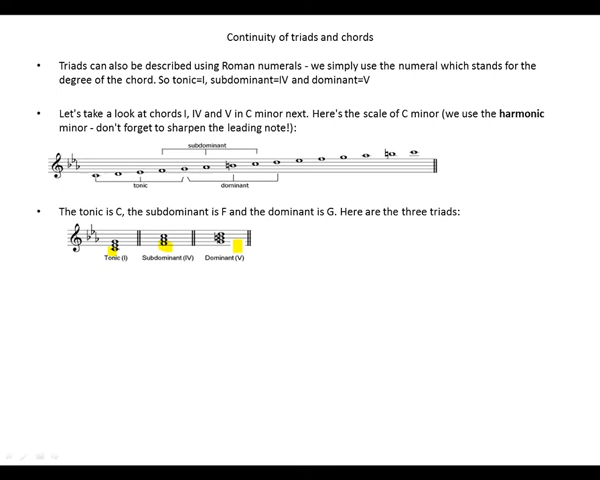 Continuity of triads and chords
• Triads can also be described using Roman numerals - we simply use the numeral which stands for the
degree of the chord. So tonic=I, subdominant=IV and dominant=V
• Let's take a look at chords I, IV and V in C minor next. Here's the scale of C minor (we use the harmonic
minor - don't forget to sharpen the leading note!):
subdominant
tonic dominant
• The tonic is C, the subdominant is F and the dominant is G. Here are the three triads:
Tonic (I) Subdominant (IV) Dominant (V)